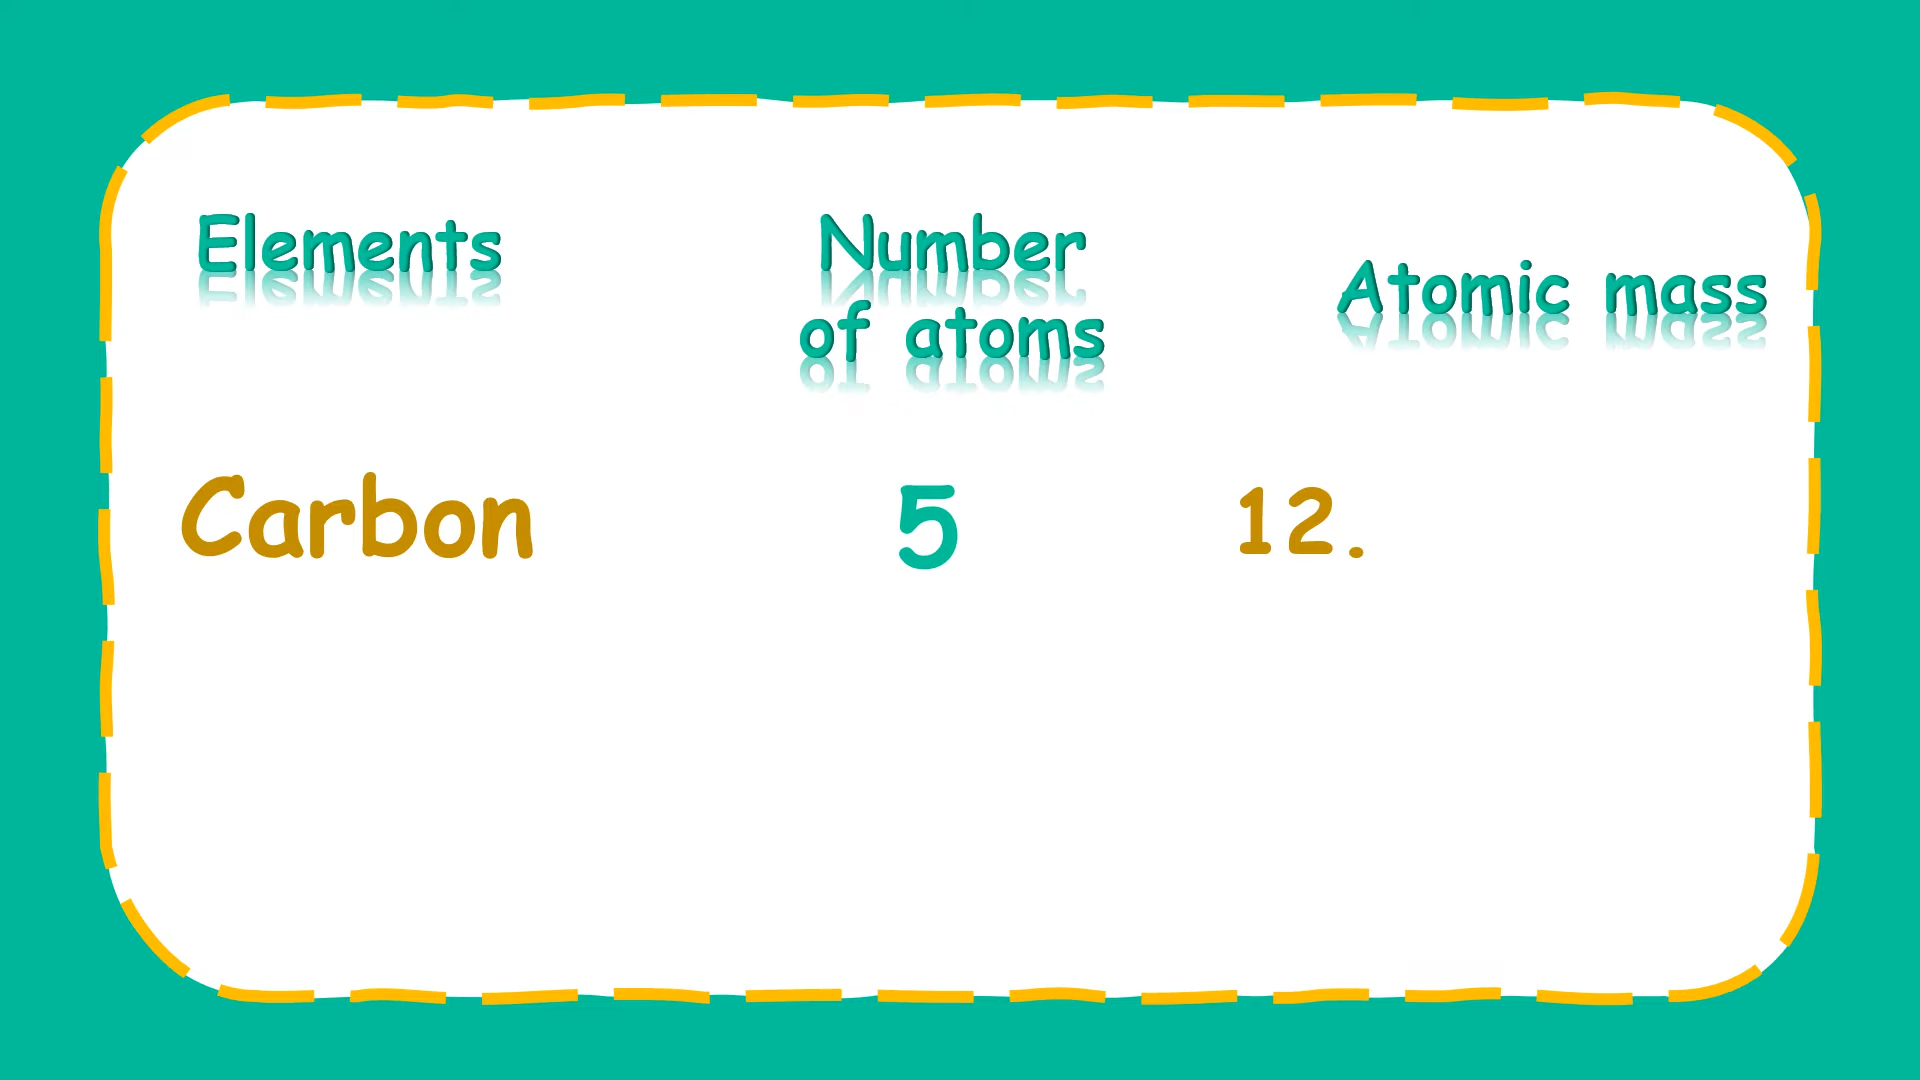 Elements
Number
of atoms
Atomic mass
Carbon
5
12.